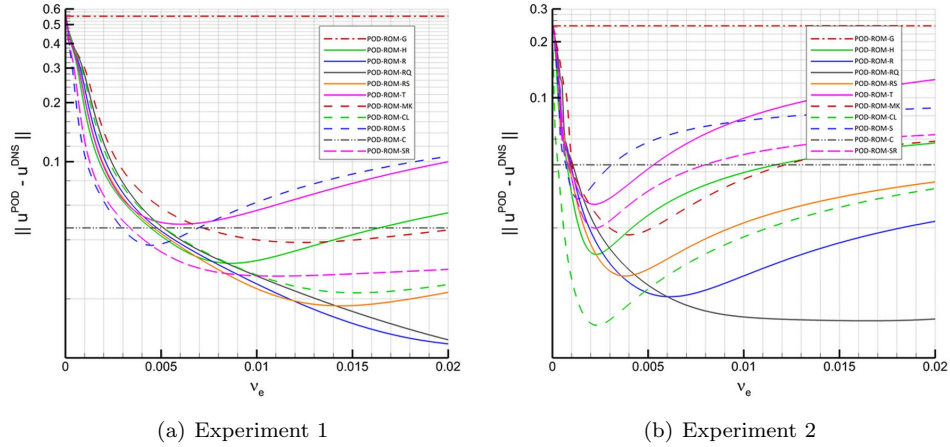 0.6
0.5
0.4
0.3
0.2
0.1
|| u^POD - u^DNS ||
POD-ROM-G
POD-ROM-H
POD-ROM-R
POD-ROM-RQ
POD-ROM-RS
POD-ROM-T
POD-ROM-MK
POD-ROM-CL
POD-ROM-S
POD-ROM-C
POD-ROM-SR
0
0.005
0.01
0.015
0.02
ν_e
(a) Experiment 1
0.3
0.2
0.1
|| u^POD - u^DNS ||
POD-ROM-G
POD-ROM-H
POD-ROM-R
POD-ROM-RQ
POD-ROM-RS
POD-ROM-T
POD-ROM-MK
POD-ROM-CL
POD-ROM-S
POD-ROM-C
POD-ROM-SR
0
0.005
0.01
0.015
0.02
ν_e
(b) Experiment 2